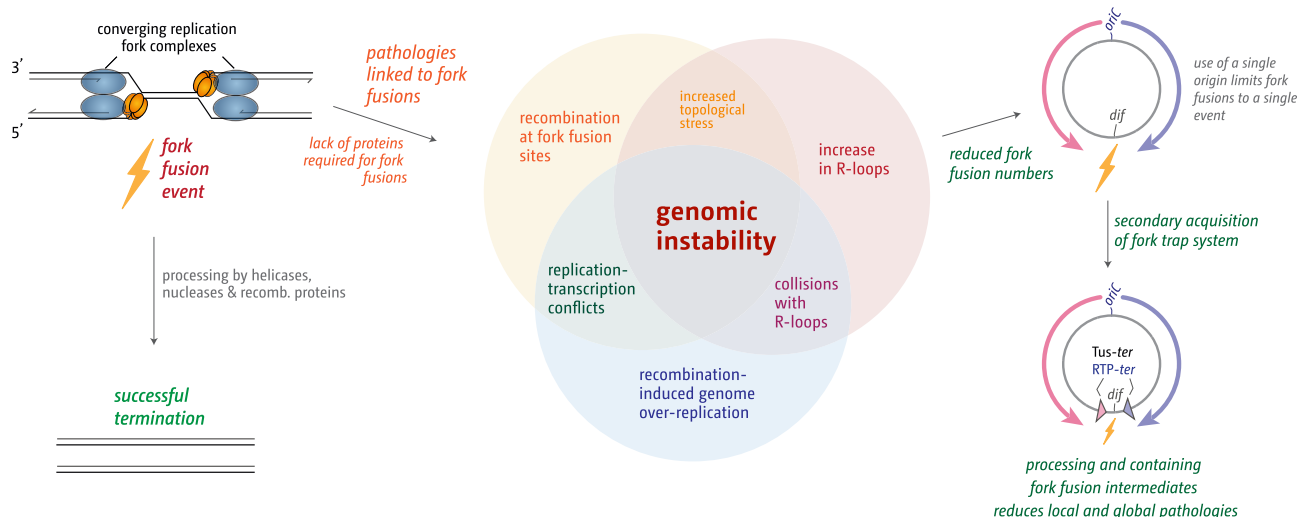 converging replication
fork complexes
3’
5’
fork
fusion
event
processing by helicases,
nucleases & recomb. proteins
successful
termination
pathologies
linked to fork
fusions
lack of proteins
required for fork
fusions
recombination
at fork fusion
sites
increased
topological
stress
increase
in R-loops
genomic
instability
replication-
transcription
conflicts
collisions
with
R-loops
recombination-
induced genome
over-replication
reduced fork
fusion numbers
oriC
dif
use of a single
origin limits fork
fusions to a single
event
secondary acquisition
of fork trap system
oriC
Tus-ter
RTP-ter
dif
processing and containing
fork fusion intermediates
reduces local and global pathologies